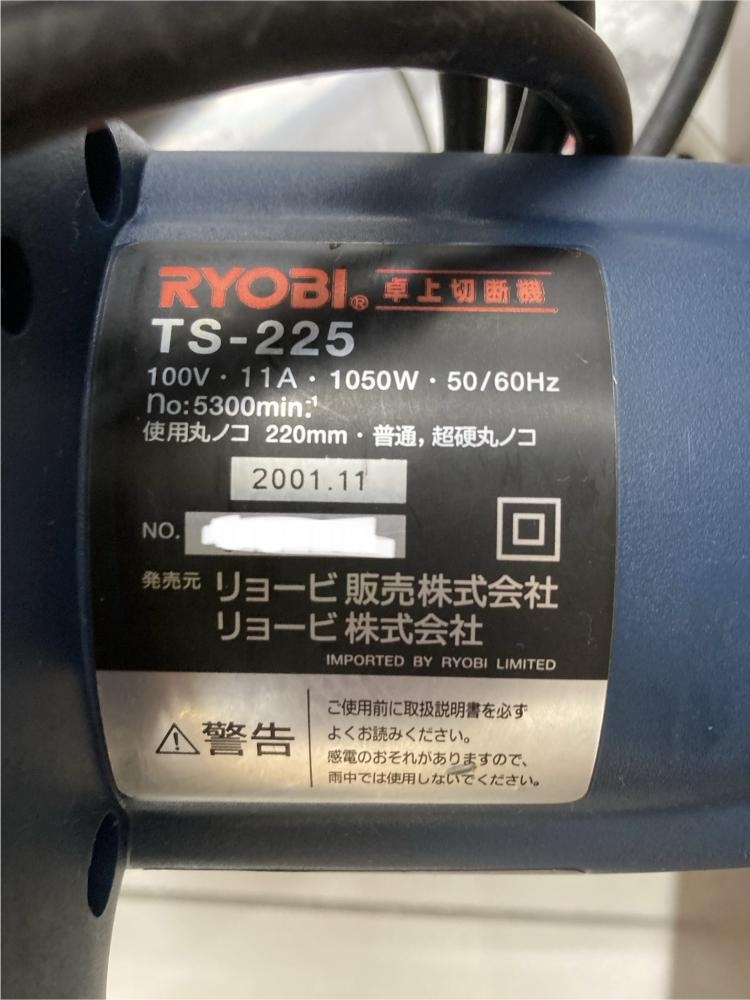 RYOBI® 卓上切断機
TS-225
100V・11A・1050W・50/60Hz
no:5300min.⁻¹
使用丸ノコ 220mm・普通, 超硬丸ノコ
2001.11
NO.
発売元 リョービ販売株式会社
リョービ株式会社
IMPORTED BY RYOBI LIMITED
⚠警告
ご使用前に取扱説明書を必ず
よくお読みください。
感電のおそれがありますので、
雨中では使用しないでください。